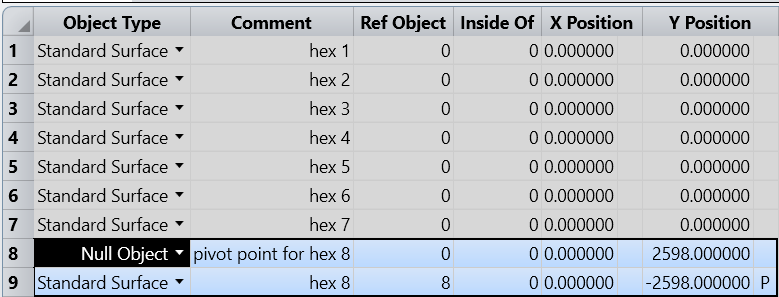 Object Type Comment Ref Object Inside Of X Position Y Position
1 Standard Surface hex 1 0 0 0.000000 0.000000
2 Standard Surface hex 2 0 0 0.000000 0.000000
3 Standard Surface hex 3 0 0 0.000000 0.000000
4 Standard Surface hex 4 0 0 0.000000 0.000000
5 Standard Surface hex 5 0 0 0.000000 0.000000
6 Standard Surface hex 6 0 0 0.000000 0.000000
7 Standard Surface hex 7 0 0 0.000000 0.000000
8 Null Object pivot point for hex 8 0 0 0.000000 2598.000000
9 Standard Surface hex 8 8 0 0.000000 -2598.000000 P